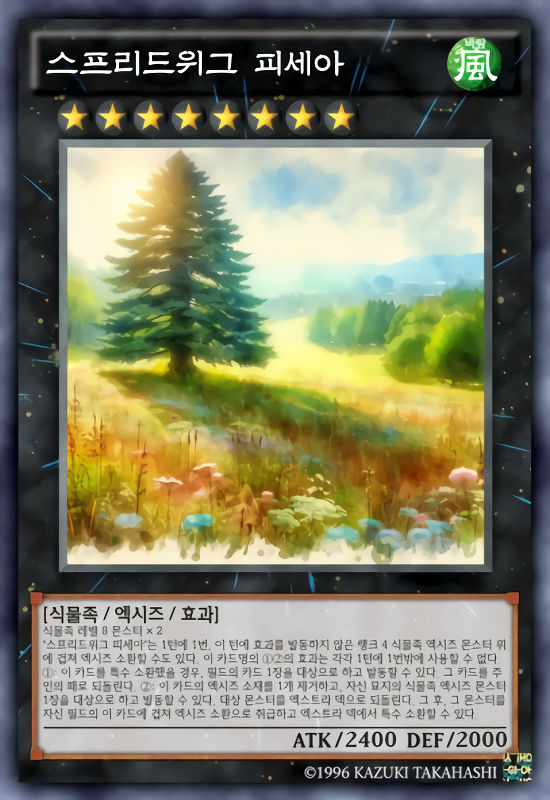 스프리드위그 피세아
바람
風
[식물족 / 엑시즈 / 효과]
식물족 레벨 8 몬스터 × 2
"스프리드위그 피세아"는 1턴에 1번, 이 턴에 효과를 발동하지 않은 랭크 4 식물족 엑시즈 몬스터 위
에 겹쳐 엑시즈 소환할 수도 있다. 이 카드명의 ①②의 효과는 각각 1턴에 1번밖에 사용할 수 없다.
①: 이 카드를 특수 소환했을 경우, 필드의 카드 1장을 대상으로 하고 발동할 수 있다. 그 카드를 주
인의 패로 되돌린다. ②: 이 카드의 엑시즈 소재를 1개 제거하고, 자신 묘지의 식물족 엑시즈 몬스터
1장을 대상으로 하고 발동할 수 있다. 대상 몬스터를 엑스트라 덱으로 되돌린다. 그 후, 그 몬스터를
자신 필드의 이 카드에 겹쳐 엑시즈 소환으로 취급하고 엑스트라 덱에서 특수 소환할 수 있다.
ATK/2400 DEF/2000
©1996 KAZUKI TAKAHASHI